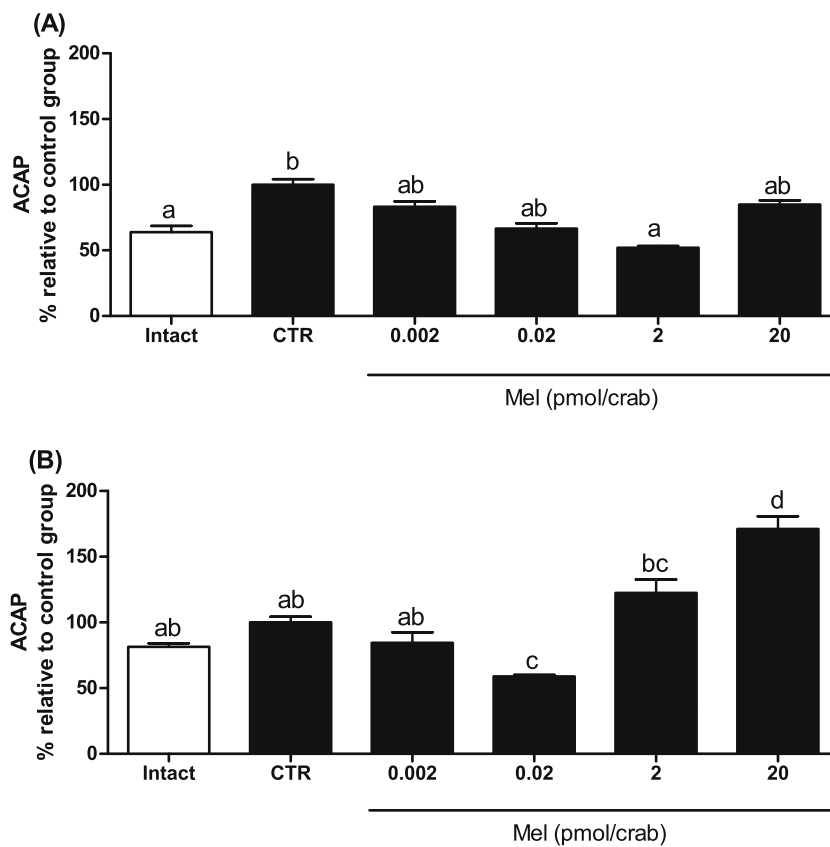 (A)
ACAP
% relative to control group
200
150
100
50
0
a
b
ab
ab
a
ab
Intact
CTR
0.002
0.02
2
20
Mel (pmol/crab)
(B)
ACAP
% relative to control group
200
150
100
50
0
ab
ab
ab
c
bc
d
Intact
CTR
0.002
0.02
2
20
Mel (pmol/crab)